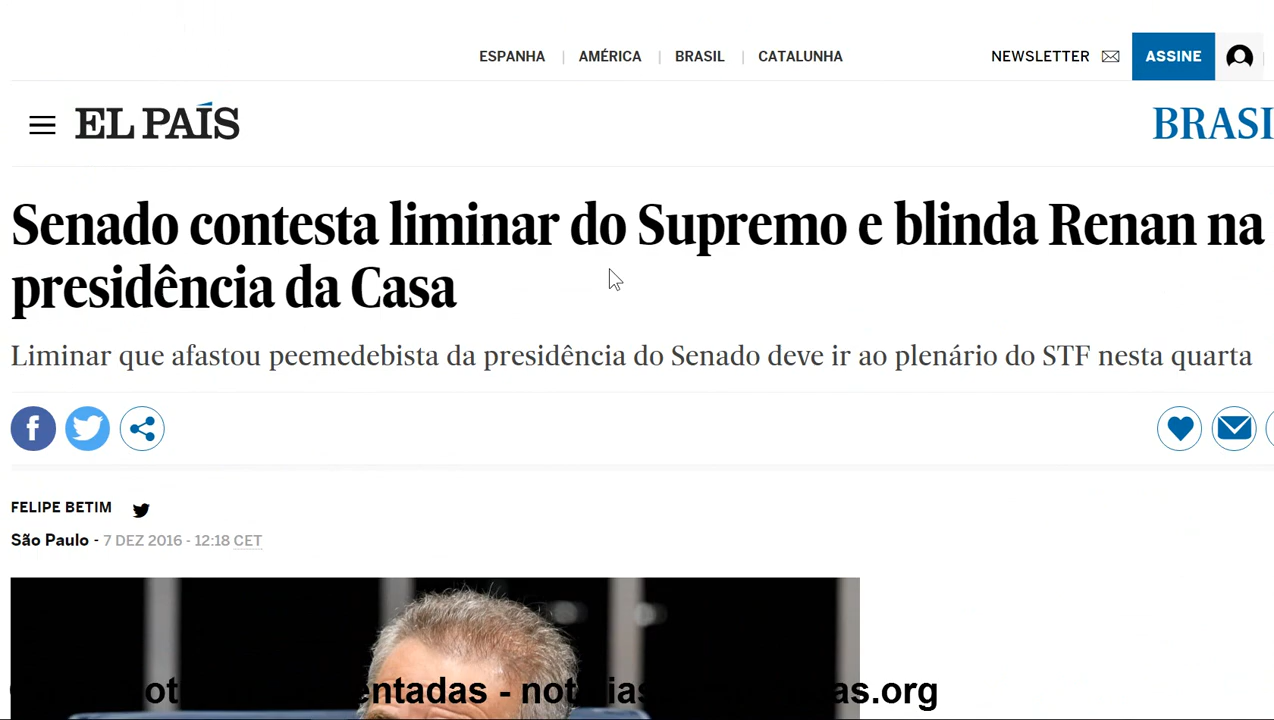 ESPANHA | AMÉRICA | BRASIL | CATALUNHA
NEWSLETTER
ASSINE
EL PAÍS
BRASI
Senado contesta liminar do Supremo e blinda Renan na
presidência da Casa
Liminar que afastou peemedebista da presidência do Senado deve ir ao plenário do STF nesta quarta
FELIPE BETIM
São Paulo - 7 DEZ 2016 - 12:18 CET